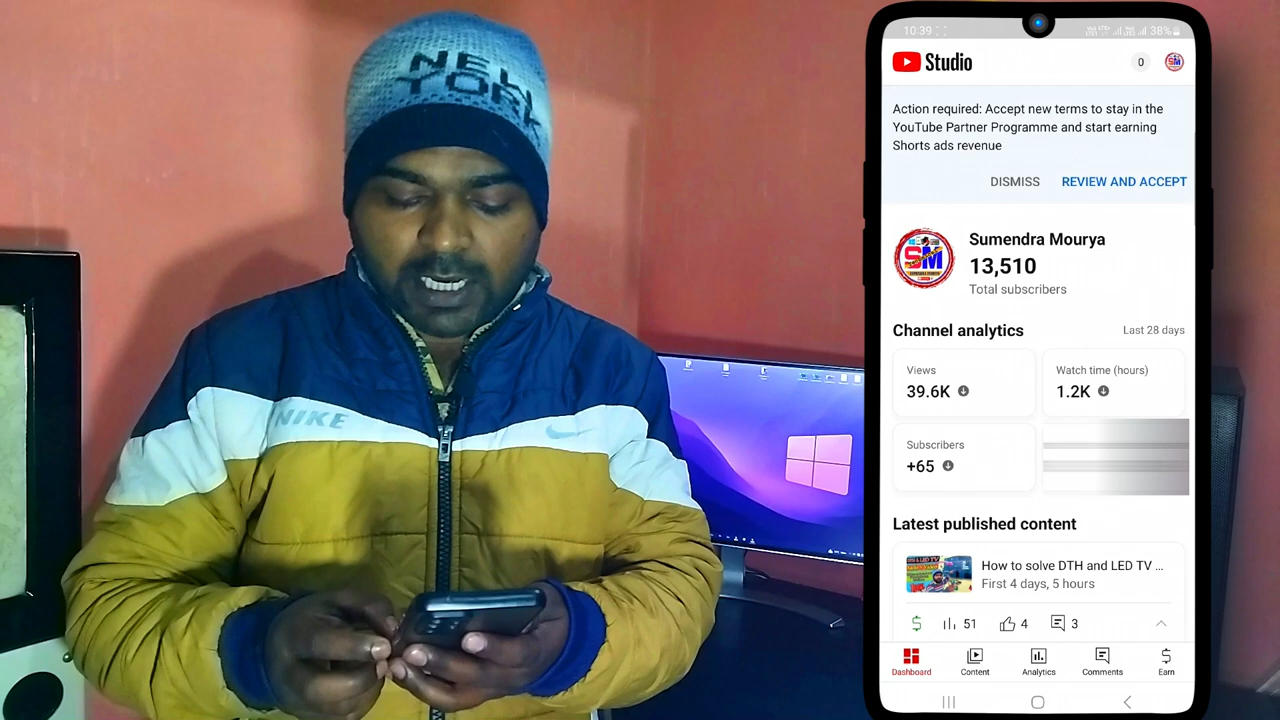 NEW
YORK
NIKE
10:39
38%
Studio
0
SM
Action required: Accept new terms to stay in the
YouTube Partner Programme and start earning
Shorts ads revenue
DISMISS
REVIEW AND ACCEPT
SM
Sumendra Mourya
13,510
Total subscribers
Channel analytics
Last 28 days
Views
39.6K
Watch time (hours)
1.2K
Subscribers
+65
Latest published content
How to solve DTH and LED TV ...
First 4 days, 5 hours
$ 51 4 3
Dashboard
Content
Analytics
Comments
Earn